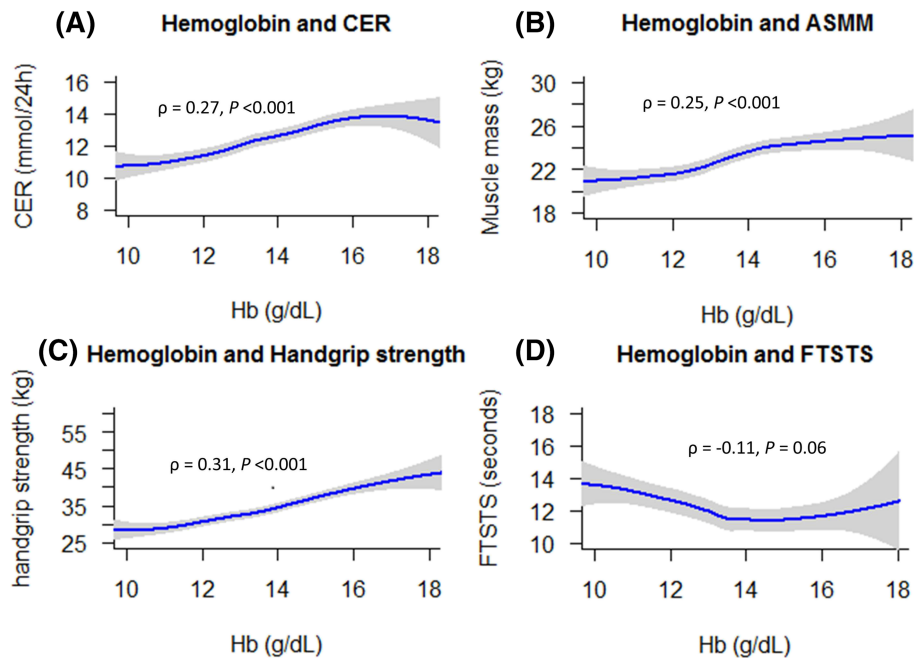 (A) Hemoglobin and CER
CER (mmol/24h)
16
14
12
10
8
ρ = 0.27, P <0.001
10 12 14 16 18
Hb (g/dL)
(B) Hemoglobin and ASMM
Muscle mass (kg)
30
26
22
18
ρ = 0.25, P <0.001
10 12 14 16 18
Hb (g/dL)
(C) Hemoglobin and Handgrip strength
handgrip strength (kg)
55
45
35
25
ρ = 0.31, P <0.001
10 12 14 16 18
Hb (g/dL)
(D) Hemoglobin and FTSTS
FTSTS (seconds)
18
16
14
12
10
ρ = -0.11, P = 0.06
10 12 14 16 18
Hb (g/dL)